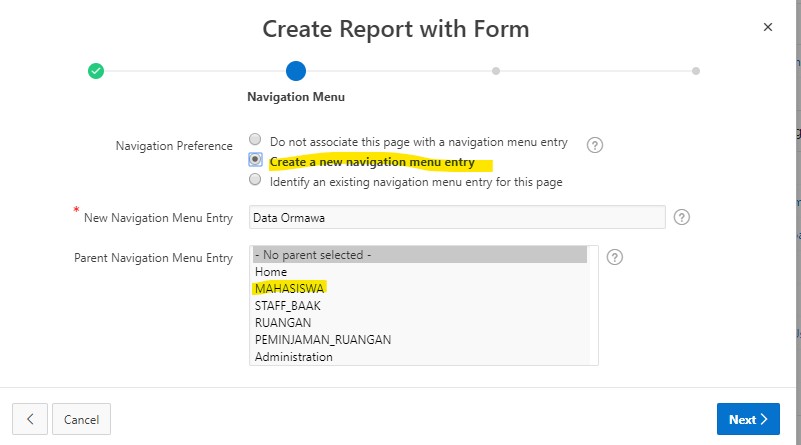 Create Report with Form
Navigation Menu
Navigation Preference
Do not associate this page with a navigation menu entry
Create a new navigation menu entry
Identify an existing navigation menu entry for this page
* New Navigation Menu Entry
Data Ormawa
Parent Navigation Menu Entry
- No parent selected -
Home
MAHASISWA
STAFF_BAAK
RUANGAN
PEMINJAMAN_RUANGAN
Administration
Cancel
Next >